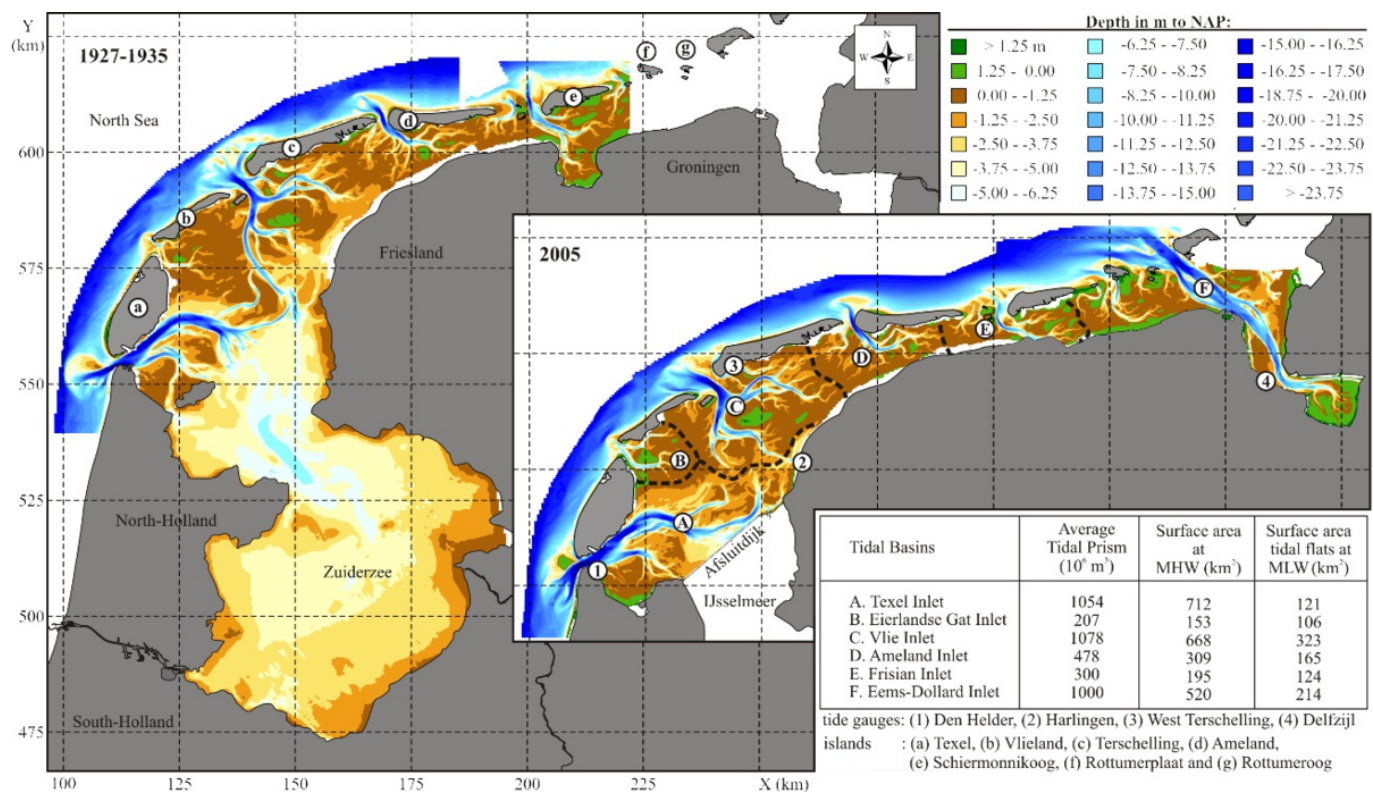 Y
(km)
1927-1935
North Sea
600
575
550
525
500
475
100
125
150
175
200
225
X (km)
N
W E
S
a
b
c
d
e
f
g
Groningen
Friesland
North-Holland
Zuiderzee
South-Holland
Depth in m to NAP:
> 1.25 m
1.25 - 0.00
0.00 - -1.25
-1.25 - -2.50
-2.50 - -3.75
-3.75 - -5.00
-5.00 - -6.25
-6.25 - -7.50
-7.50 - -8.25
-8.25 - -10.00
-10.00 - -11.25
-11.25 - -12.50
-12.50 - -13.75
-13.75 - -15.00
-15.00 - -16.25
-16.25 - -17.50
-18.75 - -20.00
-20.00 - -21.25
-21.25 - -22.50
-22.50 - -23.75
> -23.75
2005
F
E
D
3
4
C
B
2
A
1
Afsluitdijk
IJsselmeer
Tidal Basins
Average
Tidal Prism
(10⁶ m³)
Surface area
at
MHW (km²)
Surface area
tidal flats at
MLW (km²)
A. Texel Inlet 1054 712 121
B. Eierlandse Gat Inlet 207 153 106
C. Vlie Inlet 1078 668 323
D. Ameland Inlet 478 309 165
E. Frisian Inlet 300 195 124
F. Eems-Dollard Inlet 1000 520 214
tide gauges: (1) Den Helder, (2) Harlingen, (3) West Terschelling, (4) Delfzijl
islands : (a) Texel, (b) Vlieland, (c) Terschelling, (d) Ameland,
(e) Schiermonnikoog, (f) Rottumerplaat and (g) Rottumeroog